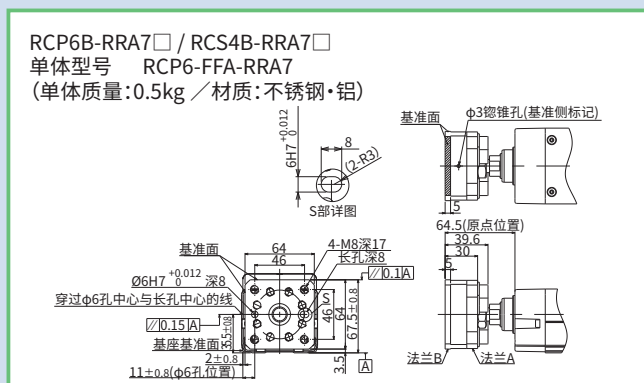 RCP6B-RRA7□ / RCS4B-RRA7□
单体型号 RCP6-FFA-RRA7
(单体质量:0.5kg ／材质:不锈钢・铝)
6H7 +0.012 0
8
(2-R3)
S部详图
基准面
φ3锪锥孔(基准侧标记)
5
64.5(原点位置)
39.6
30
5
法兰B
法兰A
基准面
64
46
4-M8深17
长孔深8
// 0.1 A
Ø6H7 +0.012 0 深8
穿过φ6孔中心与长孔中心的线
S
46
64
67.5±0.8
// 0.15 A
基座基准面
2±0.8
3.5
A
11±0.8(φ6孔位置)